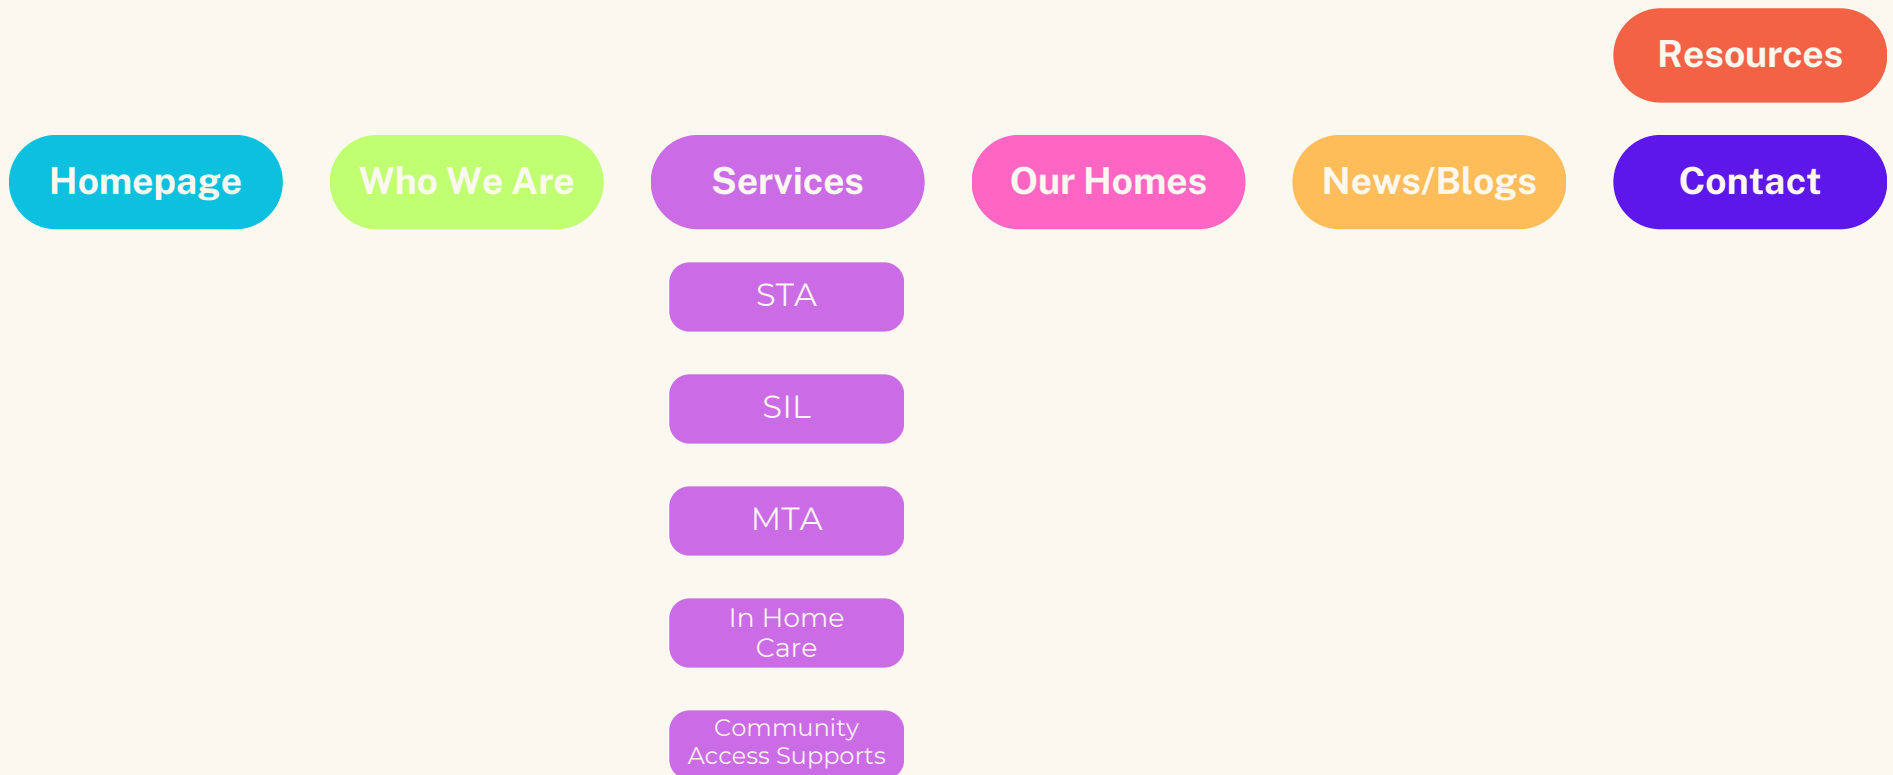 Resources
Homepage
Who We Are
Services
Our Homes
News/Blogs
Contact
STA
SIL
MTA
In Home
Care
Community
Access Supports